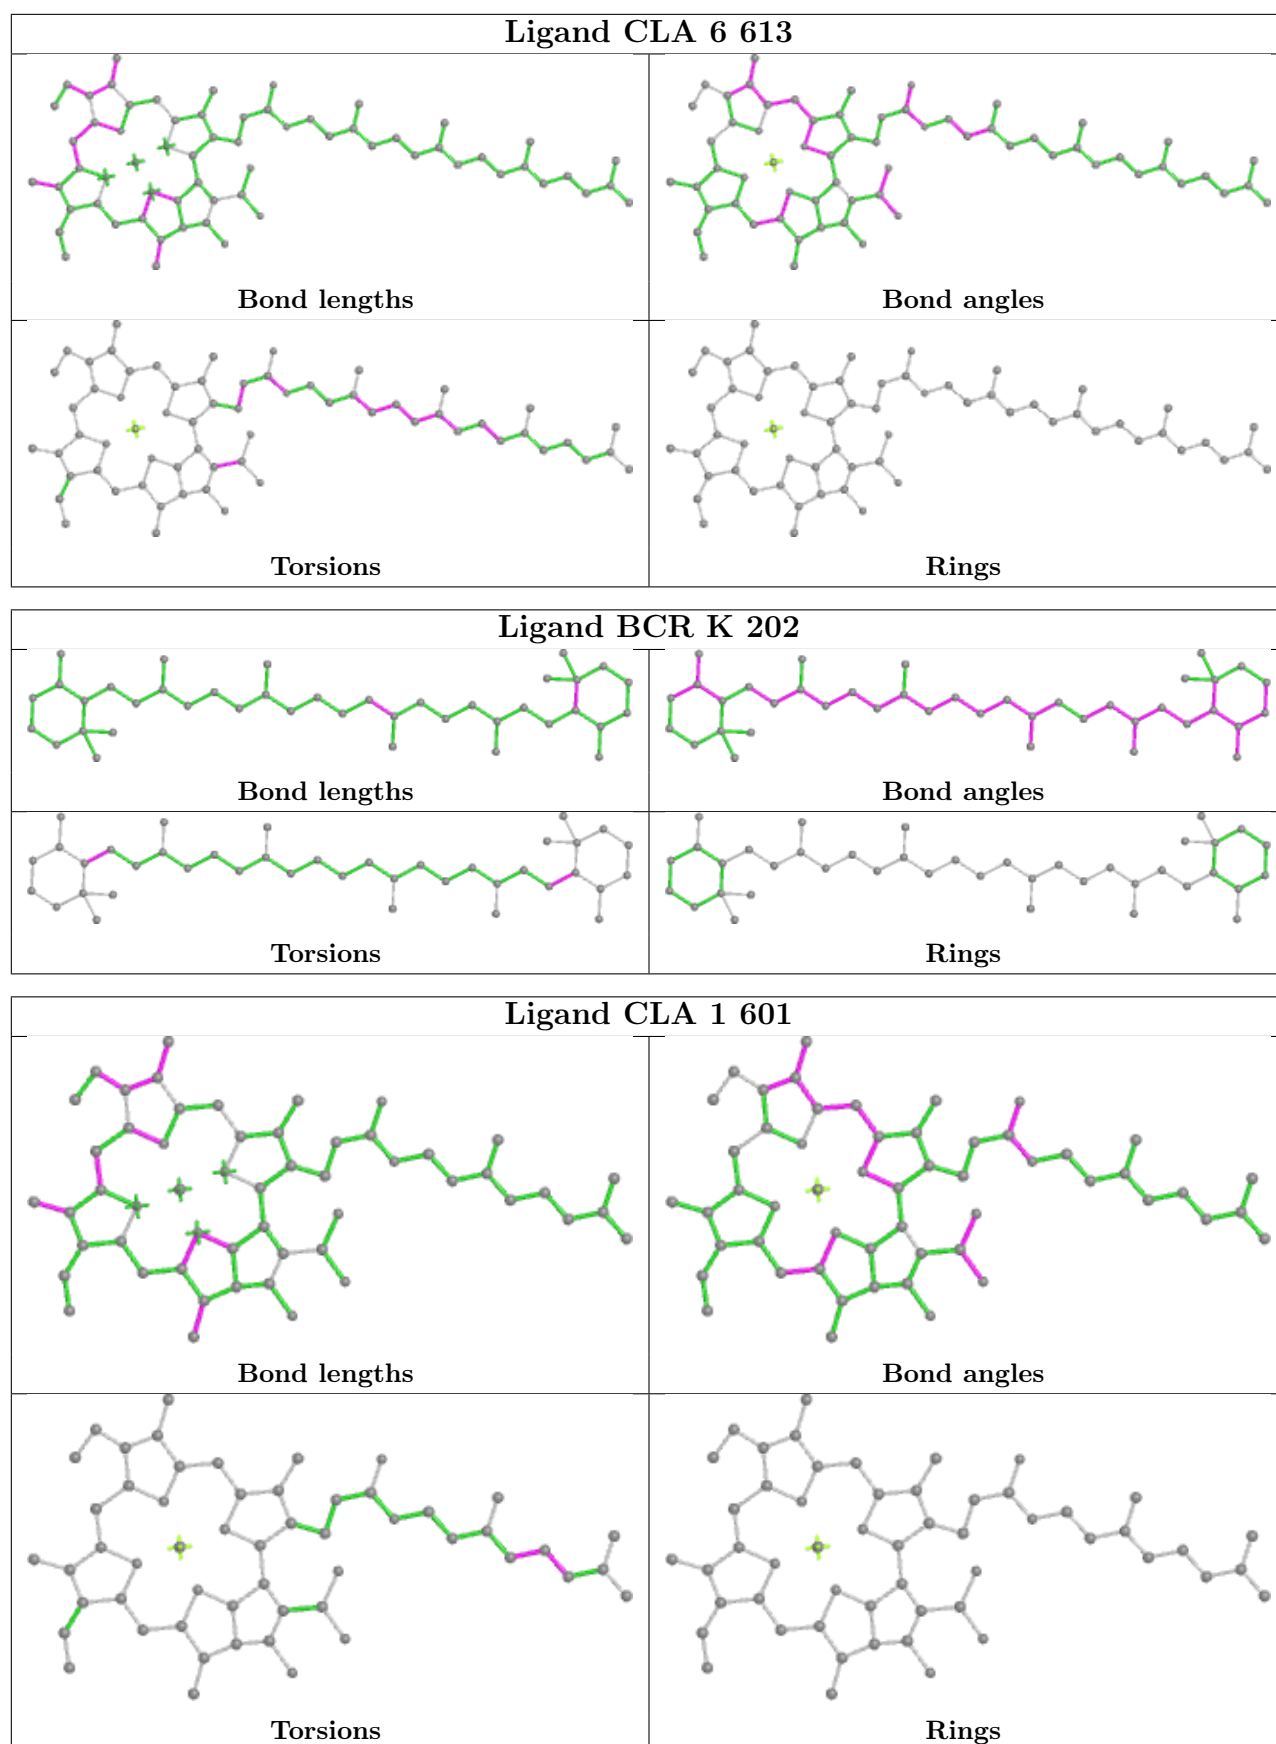 Ligand CLA 6 613
Bond lengths
Bond angles
Torsions
Rings
Ligand BCR K 202
Bond lengths
Bond angles
Torsions
Rings
Ligand CLA 1 601
Bond lengths
Bond angles
Torsions
Rings